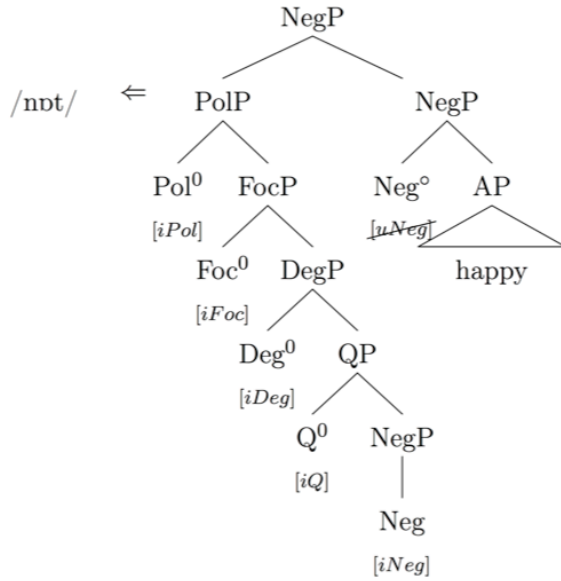 NegP
/nɒt/ ⇐ PolP NegP
Pol⁰ FocP Neg° AP
[iPol] [uNeg]
Foc⁰ DegP happy
[iFoc]
Deg⁰ QP
[iDeg]
Q⁰ NegP
[iQ]
Neg
[iNeg]